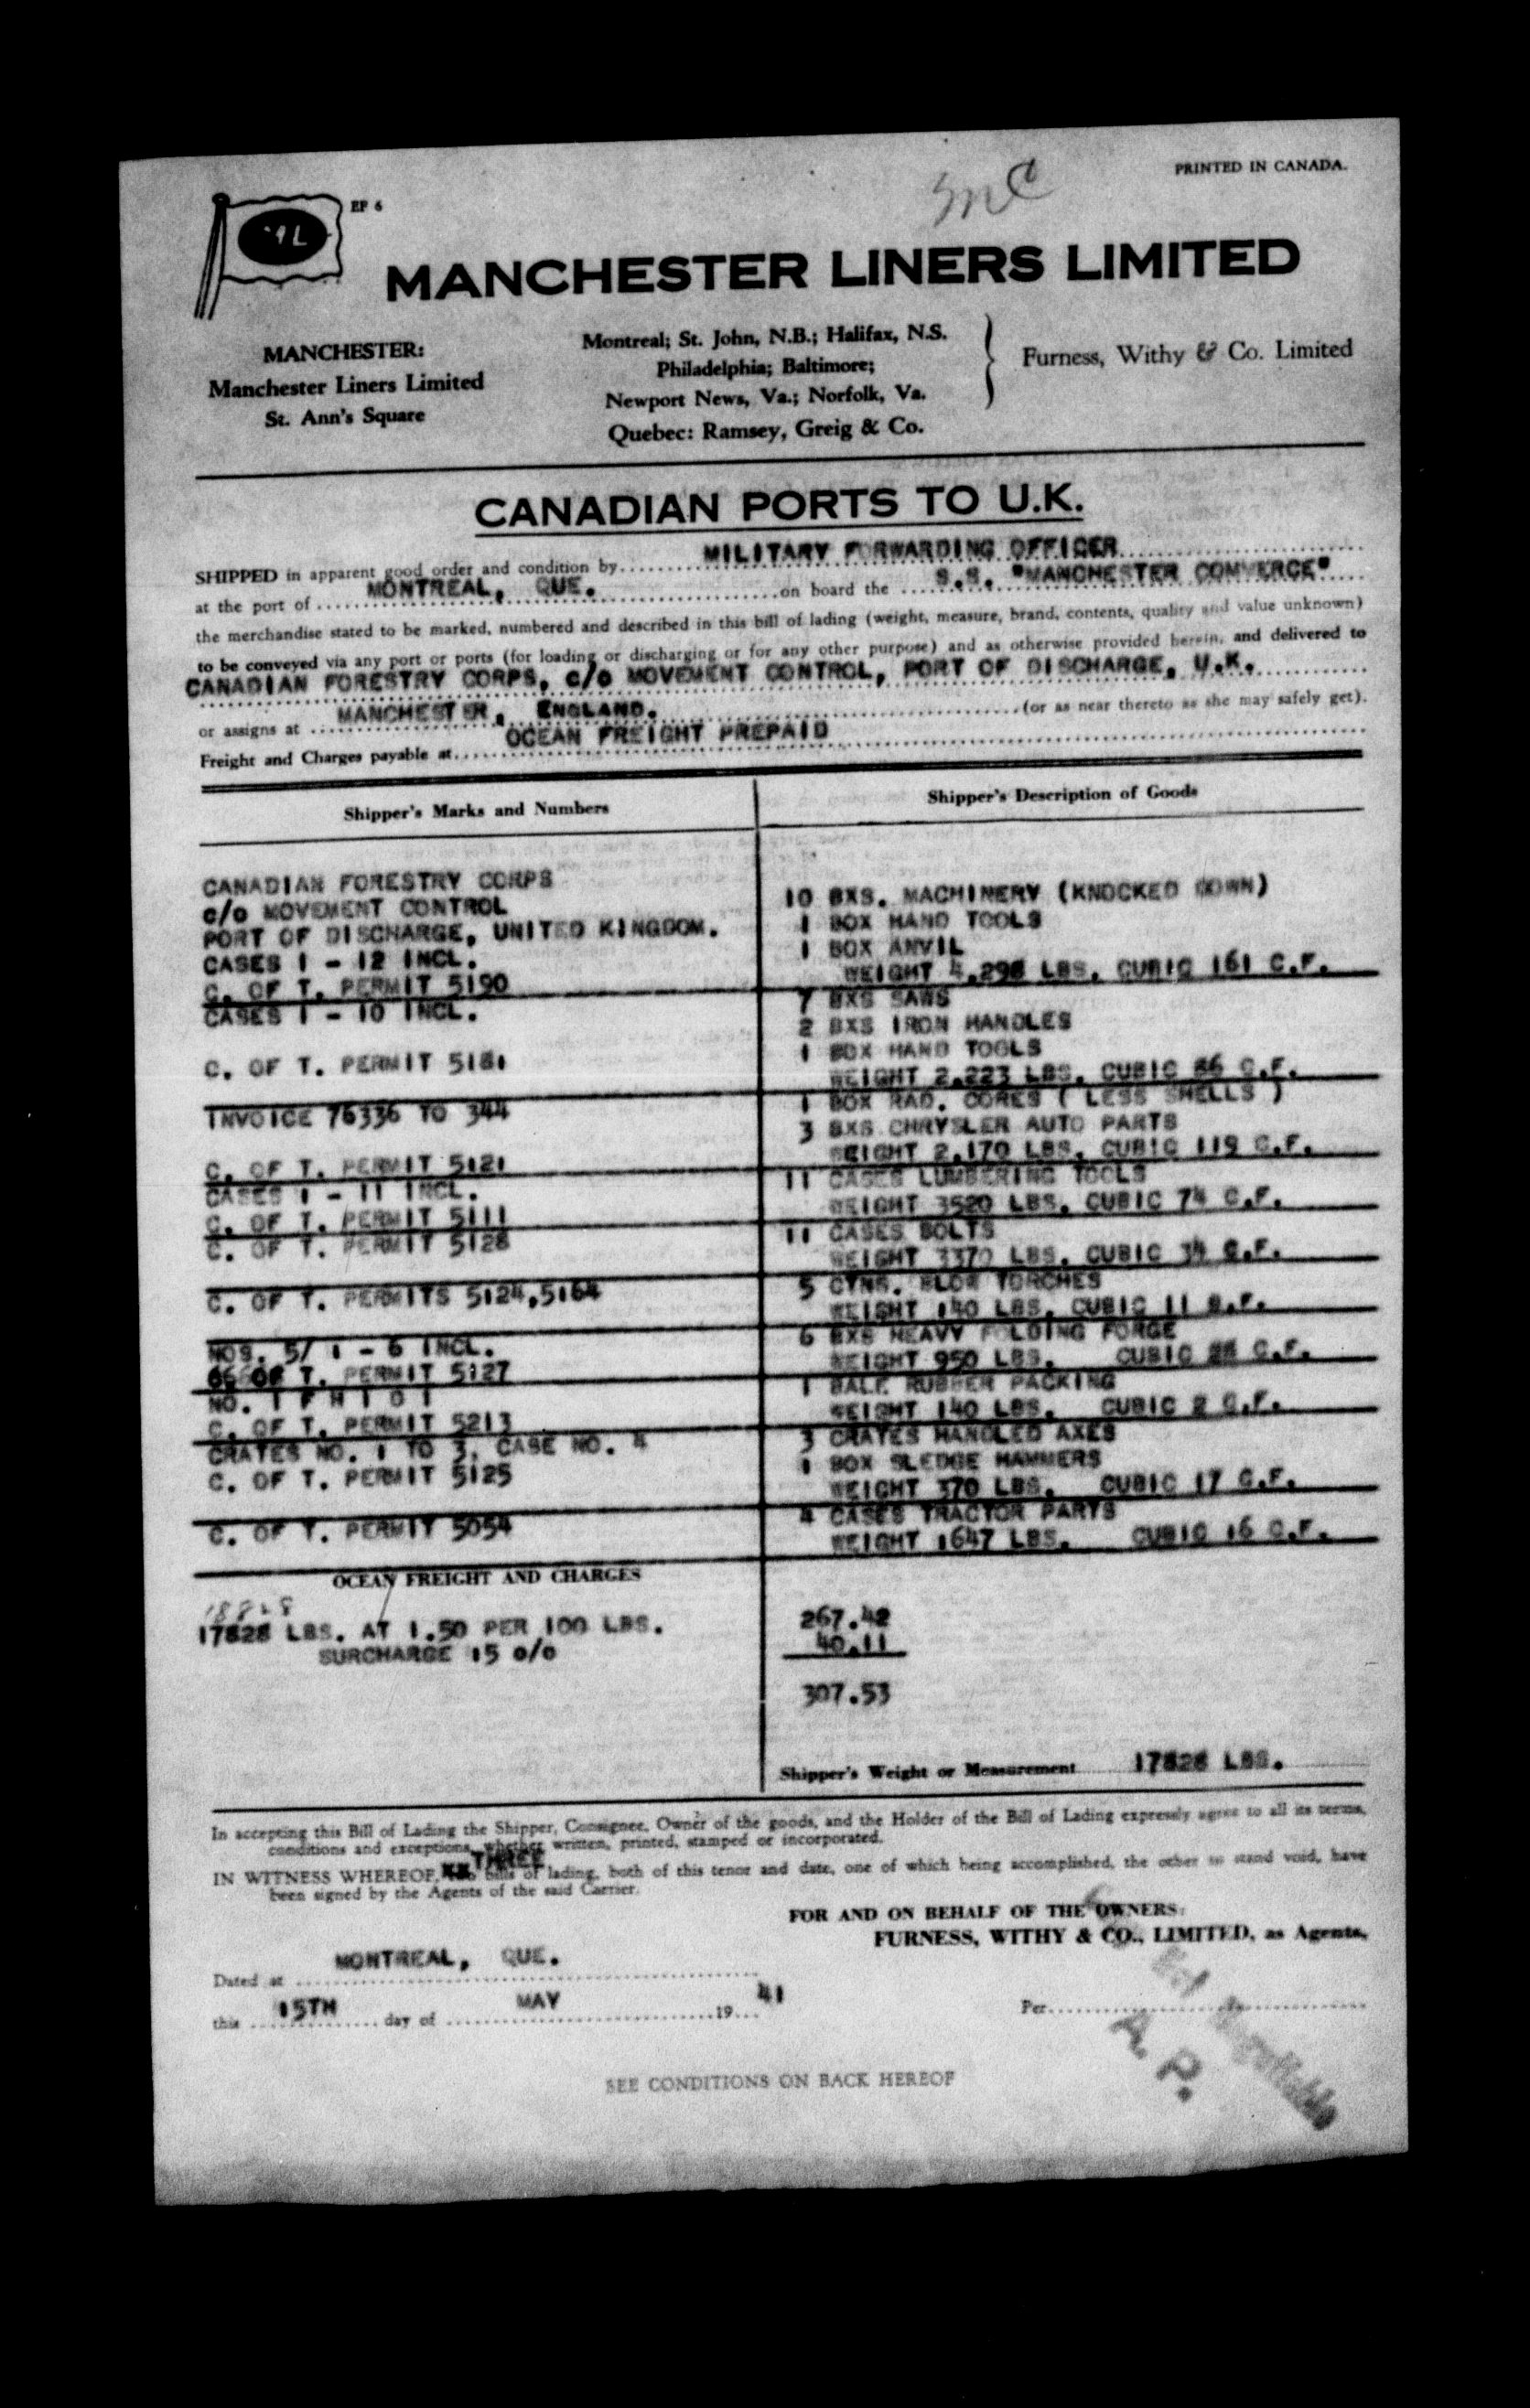 PRINTED IN CANADA.
EP 6
MC
MANCHESTER LINERS LIMITED
MANCHESTER:
Manchester Liners Limited
St. Ann's Square
Montreal; St. John, N.B.; Halifax, N.S.
Philadelphia; Baltimore;
Newport News, Va.; Norfolk, Va.
Quebec: Ramsey, Greig & Co.
Furness, Withy & Co. Limited
CANADIAN PORTS TO U.K.
SHIPPED in apparent good order and condition by MILITARY FORWARDING OFFICER
at the port of MONTREAL, QUE. on board the S.S. "MANCHESTER COMMERCE"
the merchandise stated to be marked, numbered and described in this bill of lading (weight, measure, brand, contents, quality and value unknown)
to be conveyed via any port or ports (for loading or discharging or for any other purpose) and as otherwise provided herein, and delivered to
CANADIAN FORESTRY CORPS, c/o MOVEMENT CONTROL, PORT OF DISCHARGE, U.K.
or assigns at MANCHESTER, ENGLAND. (or as near thereto as she may safely get).
Freight and Charges payable at OCEAN FREIGHT PREPAID
Shipper's Marks and Numbers
Shipper's Description of Goods
CANADIAN FORESTRY CORPS
c/o MOVEMENT CONTROL
PORT OF DISCHARGE, UNITED KINGDOM.
CASES 1 - 12 INCL.
C. OF T. PERMIT 5190
10 BXS. MACHINERY (KNOCKED DOWN)
1 BOX HAND TOOLS
1 BOX ANVIL
WEIGHT 4,298 LBS. CUBIC 161 C.F.
CASES 1 - 10 INCL.
C. OF T. PERMIT 5181
7 BXS SAWS
2 BXS IRON HANDLES
1 BOX HAND TOOLS
WEIGHT 2,223 LBS. CUBIC 86 C.F.
INVOICE 76336 TO 344
C. OF T. PERMIT 5121
1 BOX RAD. CORES ( LESS SHELLS )
3 BXS CHRYSLER AUTO PARTS
WEIGHT 2,170 LBS. CUBIC 119 C.F.
CASES 1 - 11 INCL.
C. OF T. PERMIT 5111
11 CASES LUMBERING TOOLS
WEIGHT 3520 LBS. CUBIC 74 C.F.
C. OF T. PERMIT 5128
11 CASES BOLTS
WEIGHT 3370 LBS. CUBIC 34 C.F.
C. OF T. PERMITS 5124,5164
5 CTNS. BLOW TORCHES
WEIGHT 140 LBS. CUBIC 11 C.F.
NOS. 5/ 1 - 6 INCL.
OF T. PERMIT 5127
6 BXS HEAVY FOLDING FORGE
WEIGHT 950 LBS. CUBIC C.F.
NO. 1 F H 1 0 1
C. OF T. PERMIT 5213
1 BALE RUBBER PACKING
WEIGHT 140 LBS. CUBIC 2 C.F.
CRATES NO. 1 TO 3, CASE NO. 4
C. OF T. PERMIT 5125
3 CRATES HANDLED AXES
1 BOX SLEDGE HAMMERS
WEIGHT 370 LBS. CUBIC 17 C.F.
C. OF T. PERMIT 5054
4 CASES TRACTOR PARTS
WEIGHT 1647 LBS. CUBIC 16 C.F.
OCEAN FREIGHT AND CHARGES
18828
17828 LBS. AT 1.50 PER 100 LBS. 267.42
SURCHARGE 15 o/o 40.11
307.53
Shipper's Weight or Measurement 17828 LBS.
In accepting this Bill of Lading the Shipper, Consignee, Owner of the goods, and the Holder of the Bill of Lading expressly agree to all its terms,
conditions and exceptions, whether written, printed, stamped or incorporated.
IN WITNESS WHEREOF, THREE bills of lading, both of this tenor and date, one of which being accomplished, the other to stand void, have
been signed by the Agents of the said Carrier.
FOR AND ON BEHALF OF THE OWNERS:
FURNESS, WITHY & CO., LIMITED, as Agents,
Dated at MONTREAL, QUE.
this 15TH day of MAY 19 41
Per
Negotiable
A. P.
SEE CONDITIONS ON BACK HEREOF